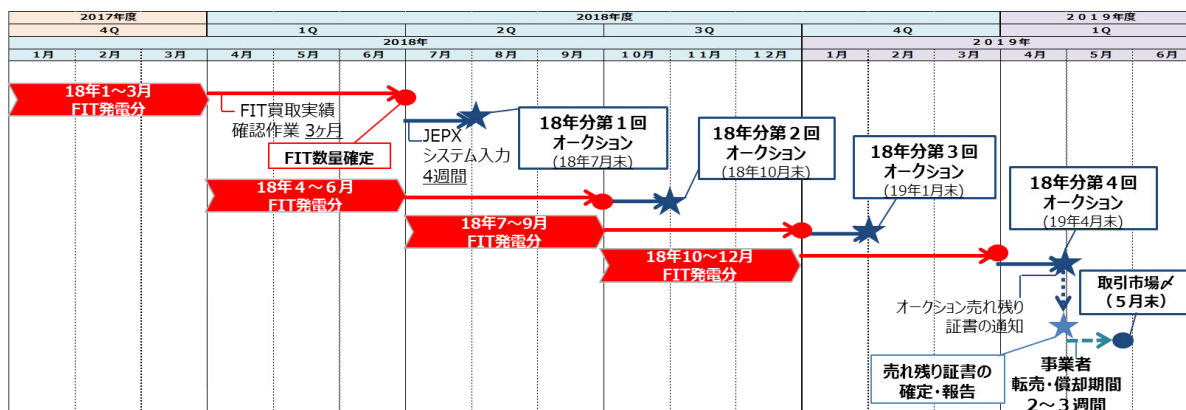 2017年度
2018年度
2019年度
4Q
1Q
2Q
3Q
4Q
1Q
2018年
2019年
1月
2月
3月
4月
5月
6月
7月
8月
9月
10月
11月
12月
1月
2月
3月
4月
5月
6月
18年1～3月
FIT発電分
FIT買取実績
確認作業 3ヶ月
FIT数量確定
JEPX
システム入力
4週間
18年分第1回
オークション
(18年7月末)
18年分第2回
オークション
(18年10月末)
18年分第3回
オークション
(19年1月末)
18年分第4回
オークション
(19年4月末)
18年4～6月
FIT発電分
18年7～9月
FIT発電分
18年10～12月
FIT発電分
オークション売れ残り
証書の通知
取引市場〆
（5月末）
売れ残り証書の
確定・報告
事業者
転売・償却期間
2～3週間